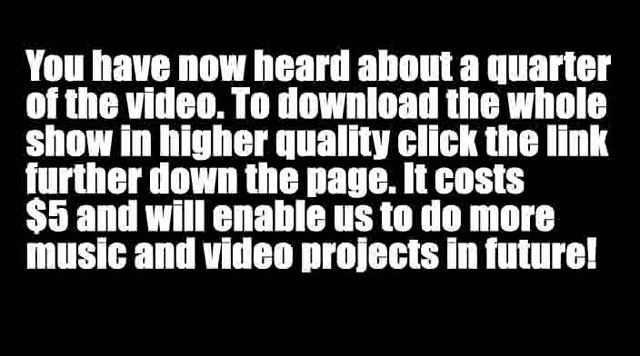 You have now heard about a quarter
of the video. To download the whole
show in higher quality click the link
further down the page. It costs
$5 and will enable us to do more
music and video projects in future!